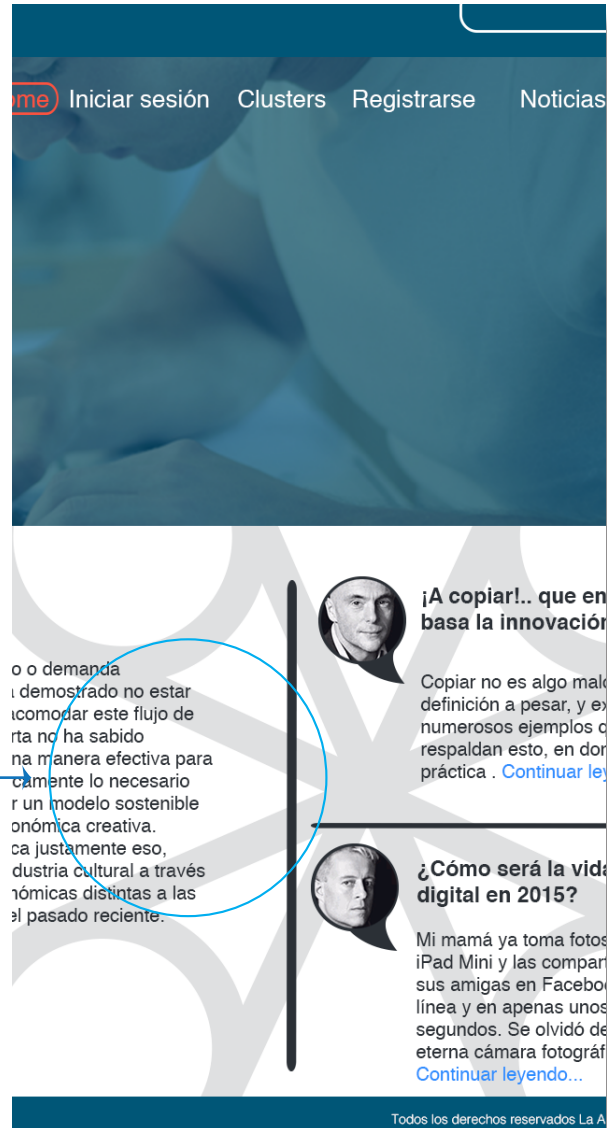 ome Iniciar sesión Clusters Registrarse Noticias
o o demanda
demostrado no estar
acomodar este flujo de
rta no ha sabido
na manera efectiva para
camente lo necesario
r un modelo sostenible
onómica creativa.
ca justamente eso,
dustria cultural a través
nómicas distintas a las
el pasado reciente.
¡A copiar!.. que en
basa la innovación
Copiar no es algo malo
definición a pesar, y ex
numerosos ejemplos q
respaldan esto, en don
práctica . Continuar ley
¿Cómo será la vida
digital en 2015?
Mi mamá ya toma fotos
iPad Mini y las compart
sus amigas en Faceboo
línea y en apenas unos
segundos. Se olvidó de
eterna cámara fotográf
Continuar leyendo...
Todos los derechos reservados La A